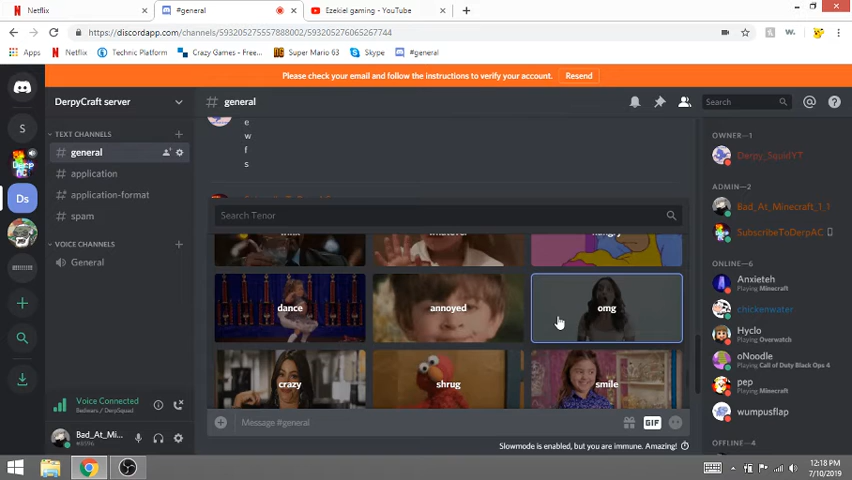 Netflix
#general
Ezekiel gaming - YouTube
https://discordapp.com/channels/593205275557888002/593205276065267744
Apps
Netflix
Technic Platform
Crazy Games - Free...
Super Mario 63
Skype
#general
Please check your email and follow the instructions to verify your account.
Resend
DerpyCraft server
# general
Search
TEXT CHANNELS
# general
# application
# application-format
# spam
VOICE CHANNELS
General
S
Ds
e
w
f
s
Search Tenor
hungry
dance
annoyed
omg
crazy
shrug
smile
OWNER—1
Derpy_SquidYT
ADMIN—2
Bad_At_Minecraft_1_1
SubscribeToDerpAC
ONLINE—6
Anxieteh
Playing Minecraft
chickenwater
Hyclo
Playing Overwatch
oNoodle
Playing Call of Duty Black Ops 4
pep
Playing Minecraft
wumpusflap
OFFLINE—4
Voice Connected
Bedwars / DerpSquad
Bad_At_Mi...
Message #general
GIF
Slowmode is enabled, but you are immune. Amazing!
12:18 PM
7/10/2019